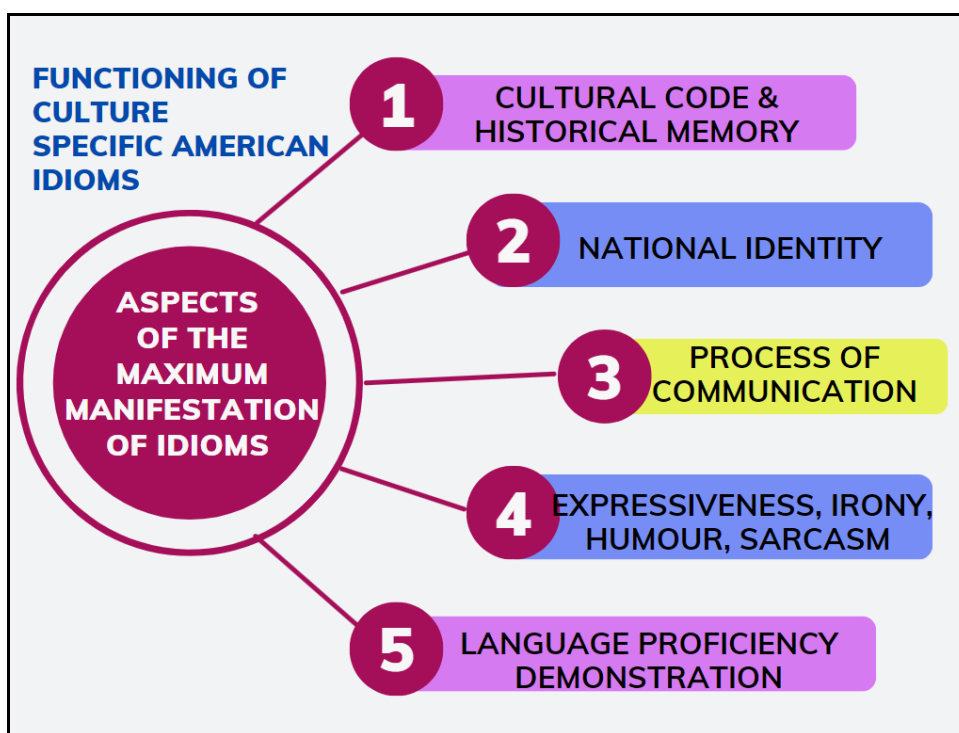 FUNCTIONING OF
CULTURE
SPECIFIC AMERICAN
IDIOMS
ASPECTS
OF THE
MAXIMUM
MANIFESTATION
OF IDIOMS
1
CULTURAL CODE &
HISTORICAL MEMORY
2
NATIONAL IDENTITY
3
PROCESS OF
COMMUNICATION
4
EXPRESSIVENESS, IRONY,
HUMOUR, SARCASM
5
LANGUAGE PROFICIENCY
DEMONSTRATION